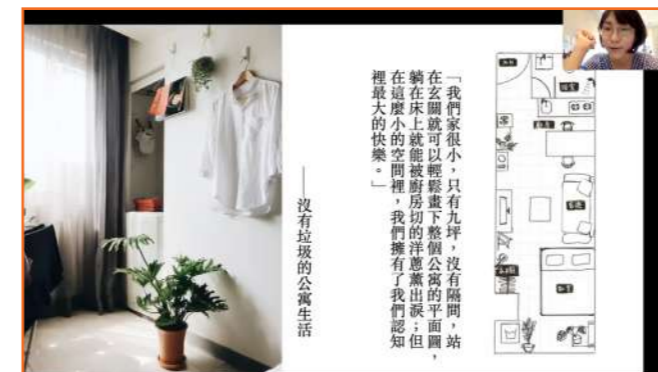 「我們家很小，只有九坪，沒有隔間，站
在玄關就可以輕鬆畫下整個公寓的平面圖，
躺在床上就能被廚房切的洋蔥薰出淚；但
在這麼小的空間裡，我們擁有了我們認知
裡最大的快樂。」
——沒有垃圾的公寓生活